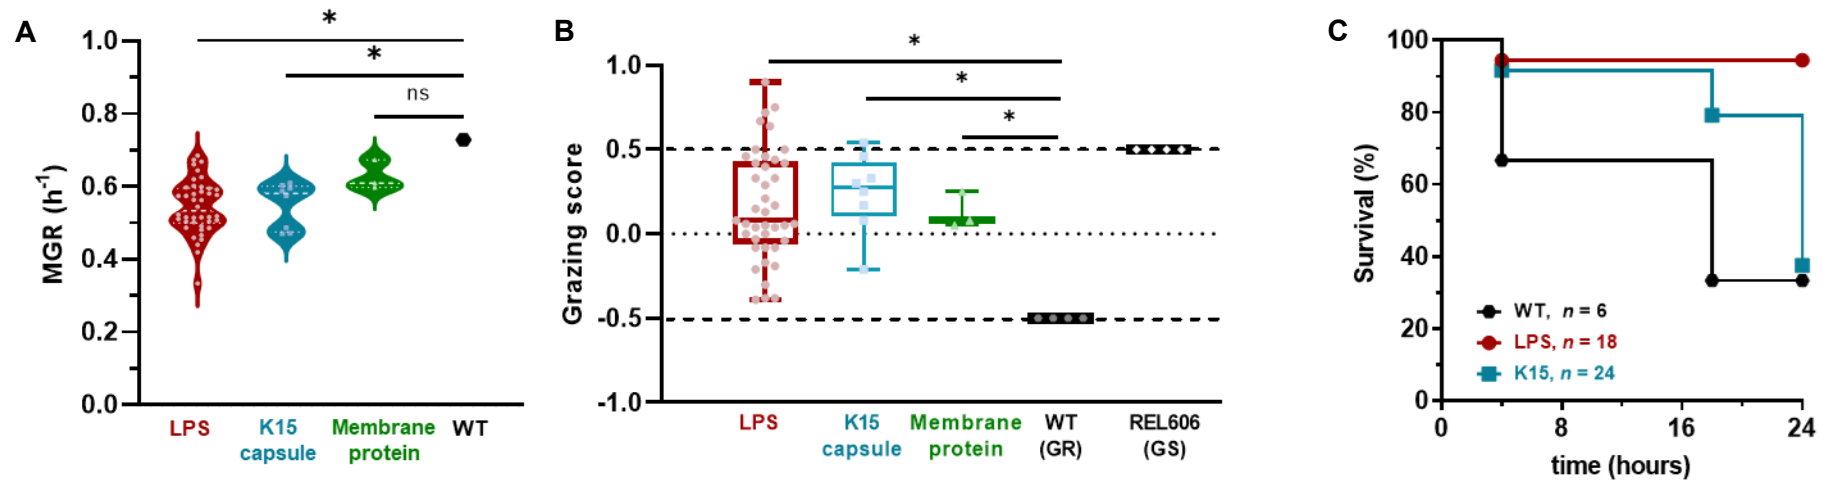 A
MGR (h-1)
1.0
0.8
0.6
0.4
0.2
0.0
*
*
ns
LPS
K15 capsule
Membrane protein
WT
B
Grazing score
1.0
0.5
0.0
-0.5
-1.0
*
*
*
LPS
K15 capsule
Membrane protein
WT (GR)
REL606 (GS)
C
Survival (%)
100
80
60
40
20
0
WT, n = 6
LPS, n = 18
K15, n = 24
0
8
16
24
time (hours)